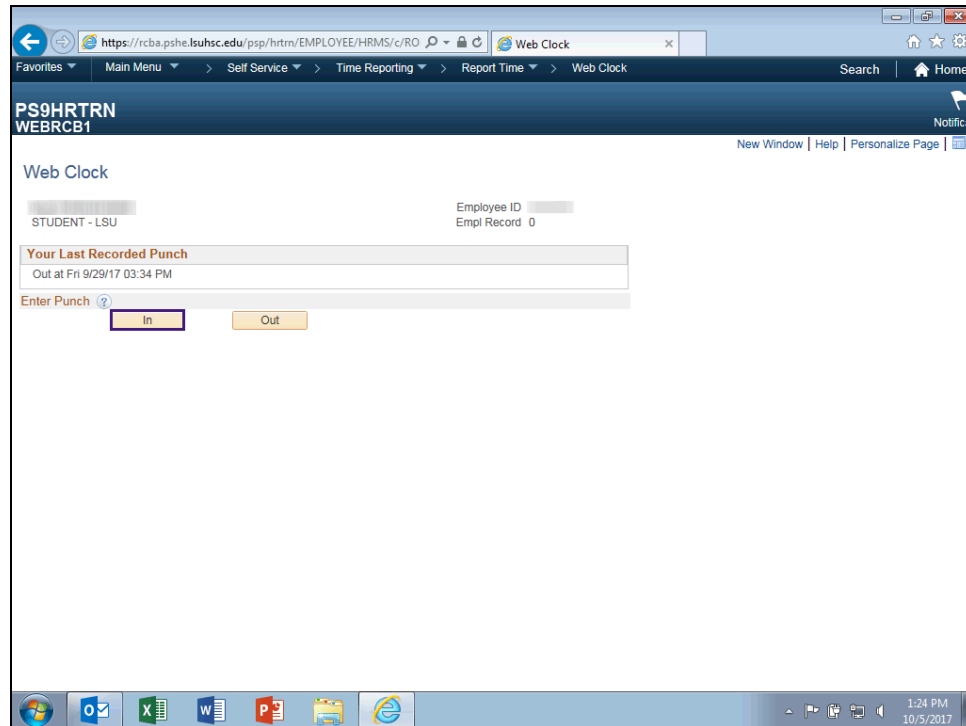 https://rcba.pshe.lsuhsc.edu/psp/hrtrn/EMPLOYEE/HRMS/c/RO
Web Clock
Favorites Main Menu > Self Service > Time Reporting > Report Time > Web Clock Search Home
PS9HRTRN
WEBRCB1
Notific
New Window | Help | Personalize Page |
Web Clock
Employee ID
STUDENT - LSU Empl Record 0
Your Last Recorded Punch
Out at Fri 9/29/17 03:34 PM
Enter Punch ?
In Out
1:24 PM
10/5/2017